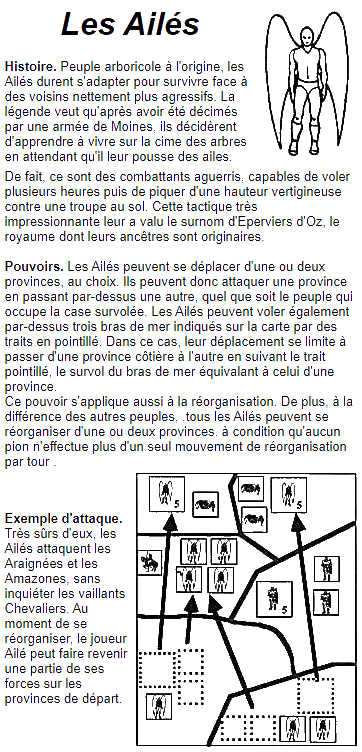 Les Ailés
Histoire. Peuple arboricole à l'origine, les
Ailés durent s'adapter pour survivre face à
des voisins nettement plus agressifs. La
légende veut qu'après avoir été décimés
par une armée de Moines, ils décidèrent
d'apprendre à vivre sur la cime des arbres
en attendant qu'il leur pousse des ailes.
De fait, ce sont des combattants aguerris, capables de voler
plusieurs heures puis de piquer d'une hauteur vertigineuse
contre une troupe au sol. Cette tactique très
impressionnante leur a valu le surnom d'Eperviers d'Oz, le
royaume dont leurs ancêtres sont originaires.
Pouvoirs. Les Ailés peuvent se déplacer d'une ou deux
provinces, au choix. Ils peuvent donc attaquer une province
en passant par-dessus une autre, quel que soit le peuple qui
occupe la case survolée. Les Ailés peuvent voler également
par-dessus trois bras de mer indiqués sur la carte par des
traits en pointillé. Dans ce cas, leur déplacement se limite à
passer d'une province côtière à l'autre en suivant le trait
pointillé, le survol du bras de mer équivalant à celui d'une
province.
Ce pouvoir s'applique aussi à la réorganisation. De plus, à la
différence des autres peuples, .tous les Ailés peuvent se
réorganiser d'une ou deux provinces. à condition qu'aucun
pion n'effectue plus d'un seul mouvement de réorganisation
par tour .
Exemple d'attaque.
Très sûrs d'eux, les
Ailés attaquent les
Araignées et les
Amazones, sans
inquiéter les vaillants
Chevaliers. Au
moment de se
réorganiser, le joueur
Ailé peut faire revenir
une partie de ses
forces sur les
provinces de départ.
5
5
5